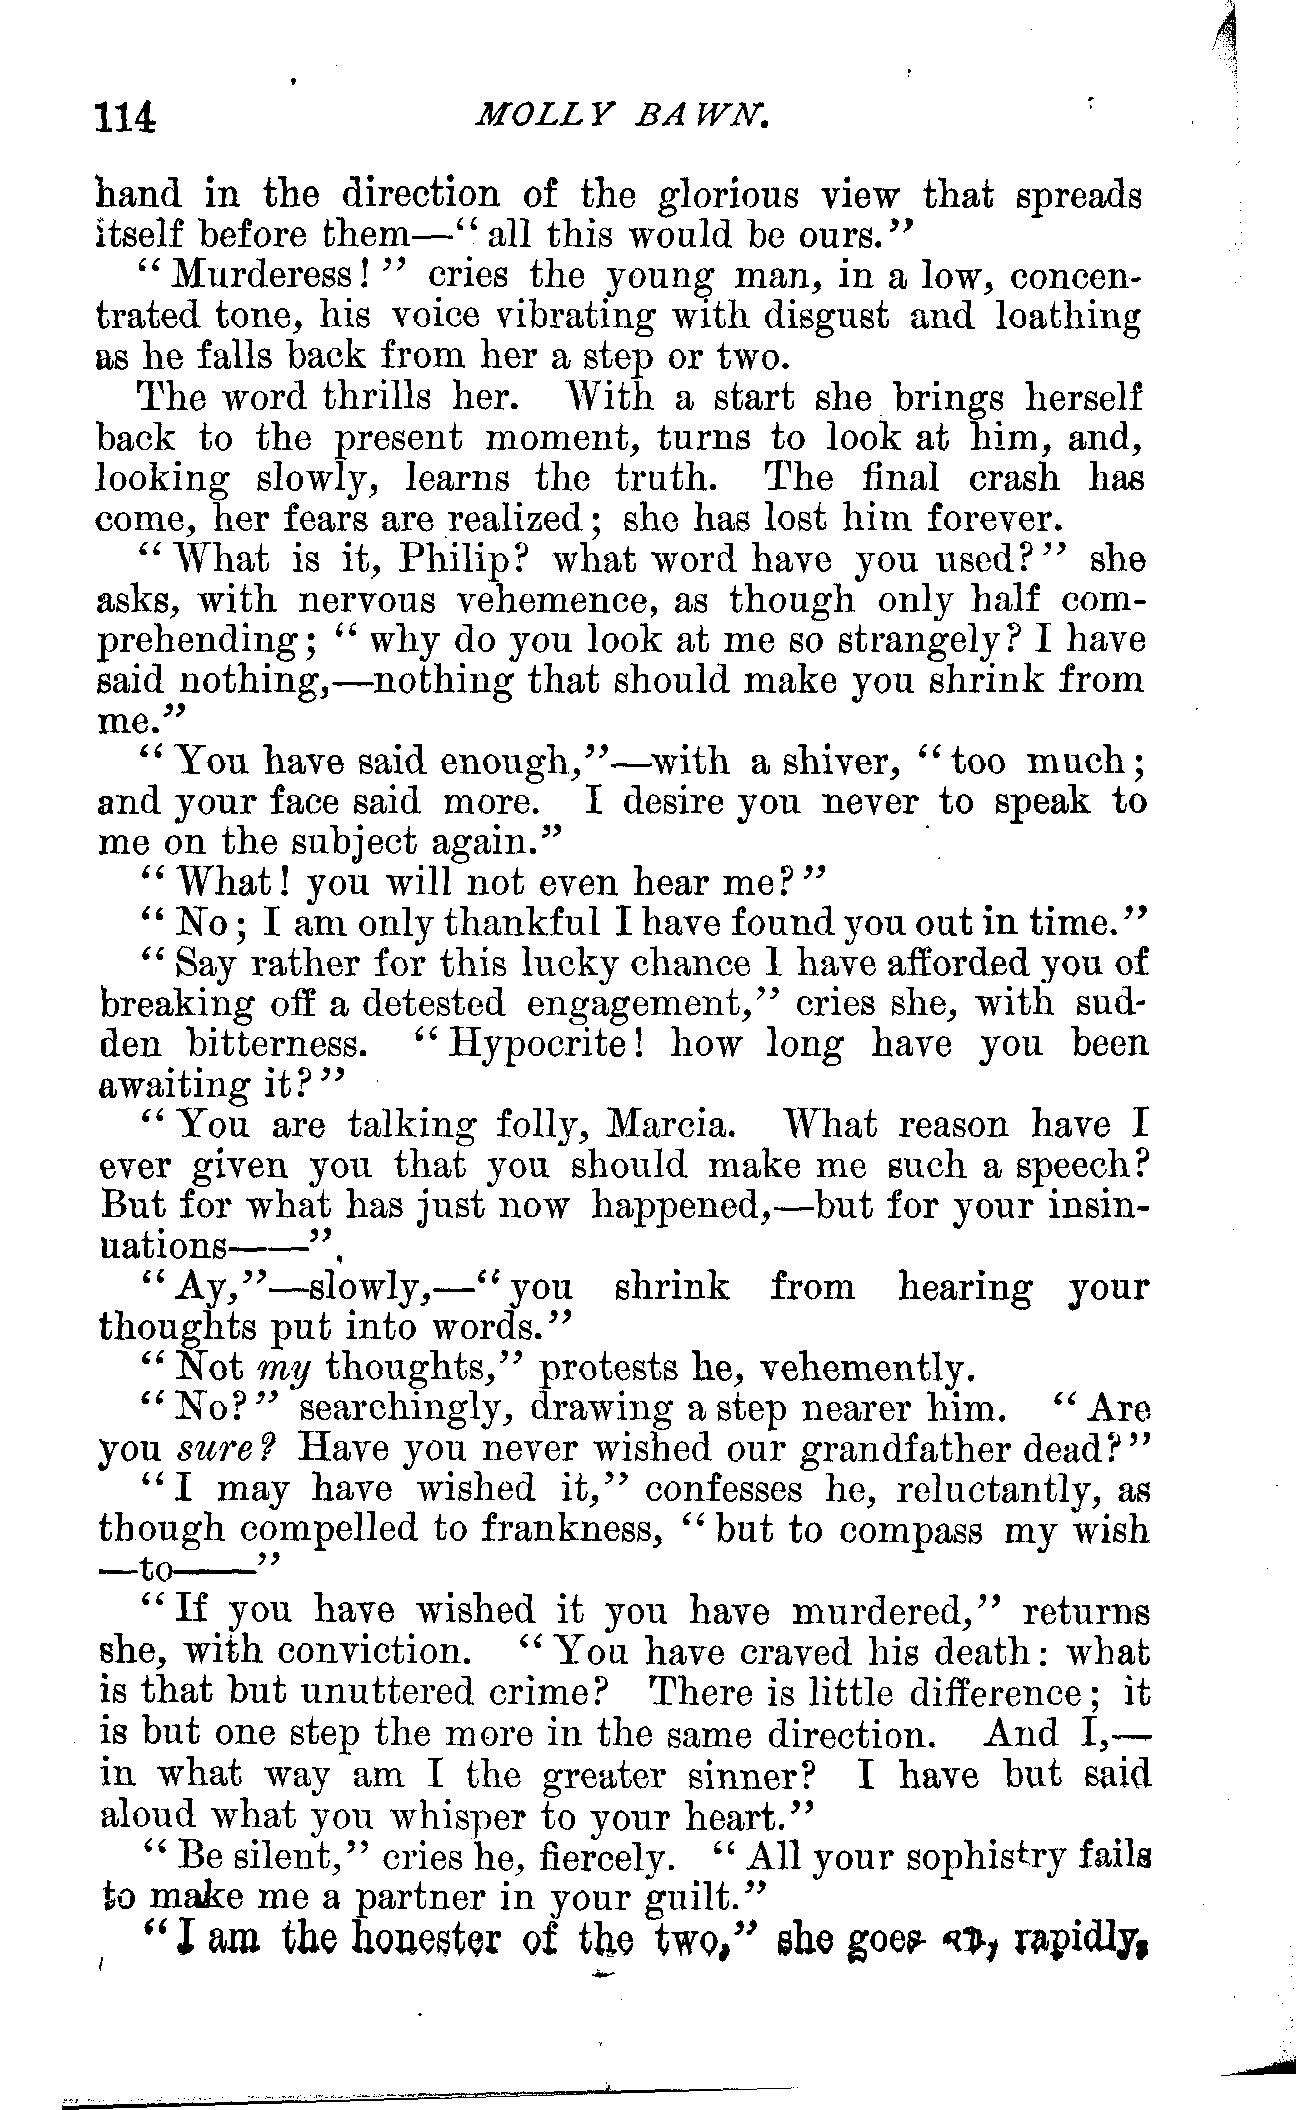 114 MOLLY BAWN.
hand in the direction of the glorious view that spreads
itself before them—“all this would be ours.”
“Murderess!” cries the young man, in a low, concen-
trated tone, his voice vibrating with disgust and loathing
as he falls back from her a step or two.
The word thrills her. With a start she brings herself
back to the present moment, turns to look at him, and,
looking slowly, learns the truth. The final crash has
come, her fears are realized; she has lost him forever.
“What is it, Philip? what word have you used?” she
asks, with nervous vehemence, as though only half com-
prehending; “why do you look at me so strangely? I have
said nothing,—nothing that should make you shrink from
me.”
“You have said enough,”—with a shiver, “too much;
and your face said more. I desire you never to speak to
me on the subject again.”
“What! you will not even hear me?”
“No; I am only thankful I have found you out in time.”
“Say rather for this lucky chance I have afforded you of
breaking off a detested engagement,” cries she, with sud-
den bitterness. “Hypocrite! how long have you been
awaiting it?”
“You are talking folly, Marcia. What reason have I
ever given you that you should make me such a speech?
But for what has just now happened,—but for your insin-
uations——”.
“Ay,”—slowly,—“you shrink from hearing your
thoughts put into words.”
“Not my thoughts,” protests he, vehemently.
“No?” searchingly, drawing a step nearer him. “Are
you sure? Have you never wished our grandfather dead?”
“I may have wished it,” confesses he, reluctantly, as
though compelled to frankness, “but to compass my wish
—to——”
“If you have wished it you have murdered,” returns
she, with conviction. “You have craved his death: what
is that but unuttered crime? There is little difference; it
is but one step the more in the same direction. And I,—
in what way am I the greater sinner? I have but said
aloud what you whisper to your heart.”
“Be silent,” cries he, fiercely. “All your sophistry fails
to make me a partner in your guilt.”
“I am the honester of the two,” she goes on, rapidly,